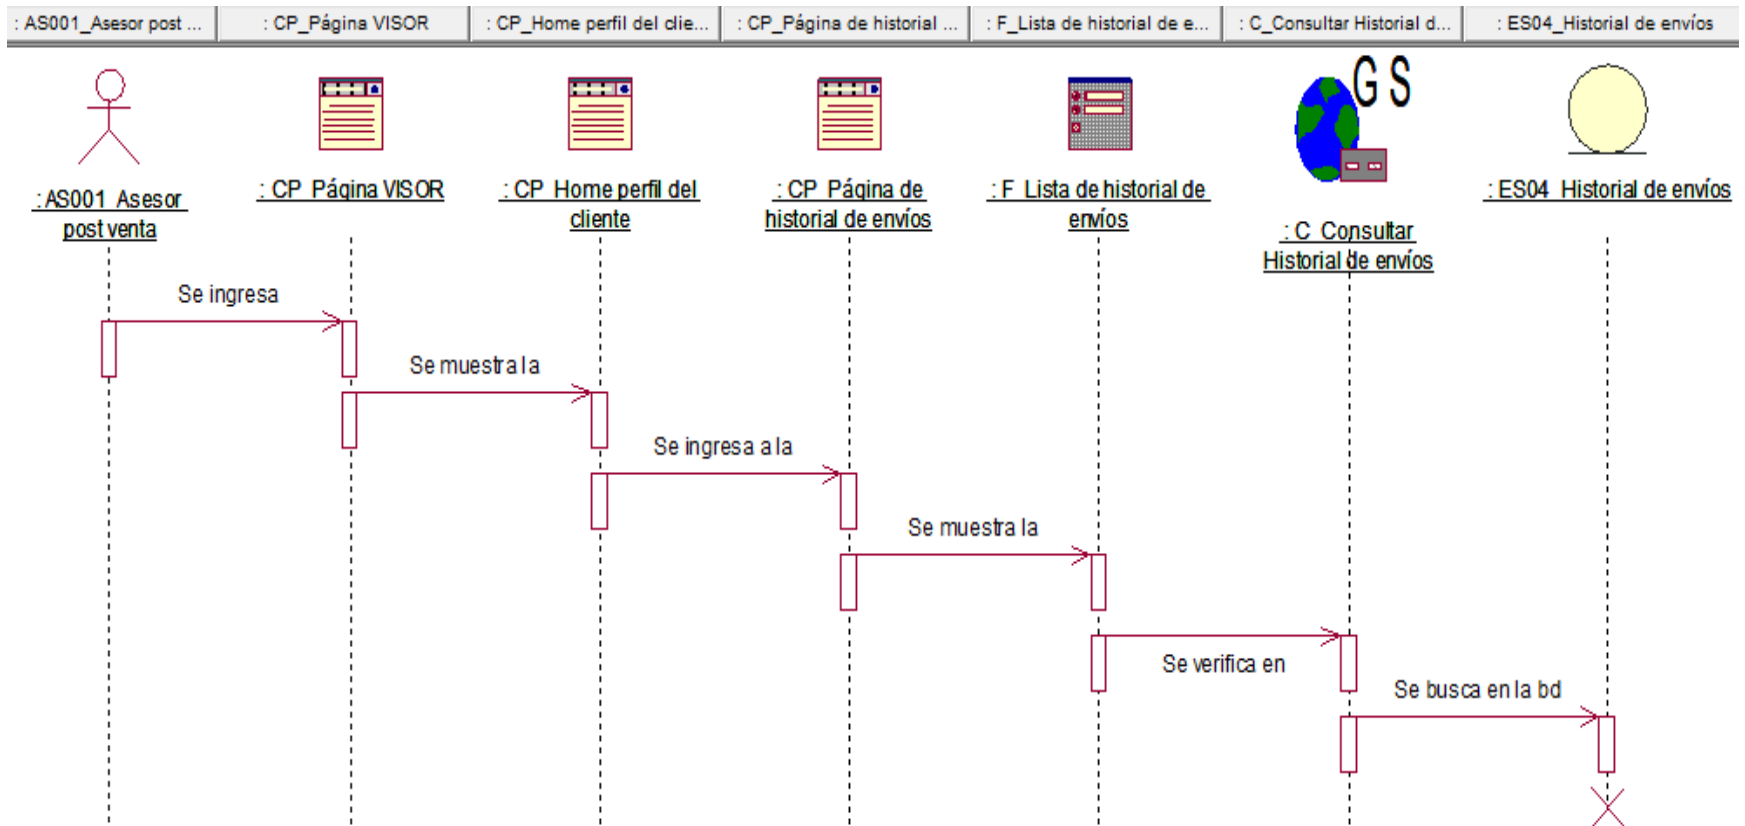 : AS001_Asesor post ...
: CP_Página VISOR
: CP_Home perfil del clie...
: CP_Página de historial ...
: F_Lista de historial de e...
: C_Consultar Historial d...
: ES04_Historial de envíos
G S
: AS001_Asesor
post venta
: CP_Página VISOR
: CP_Home perfil del
cliente
: CP_Página de
historial de envíos
: F_Lista de historial de
envíos
: C_Consultar
Historial de envíos
: ES04_Historial de envíos
Se ingresa
Se muestra la
Se ingresa a la
Se muestra la
Se verifica en
Se busca en la bd